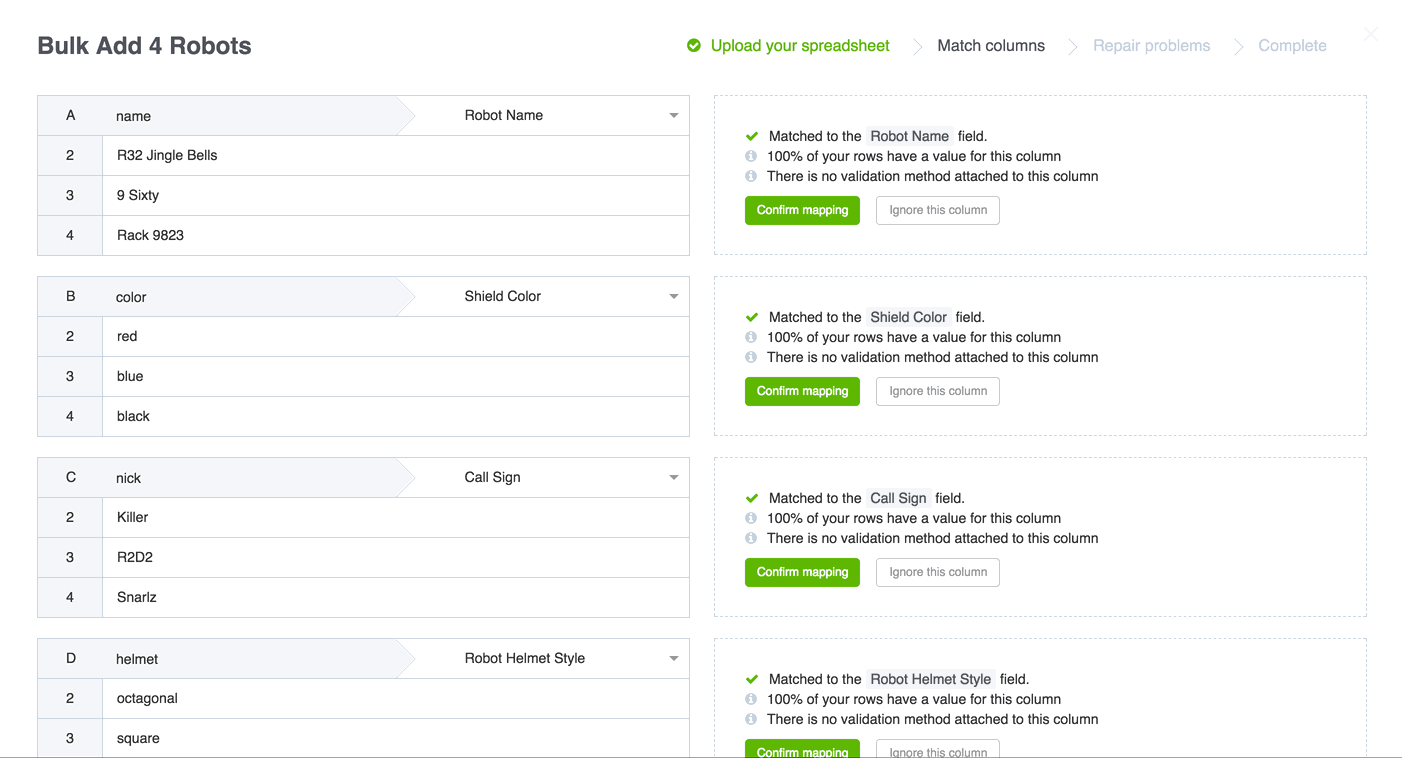 Bulk Add 4 Robots
Upload your spreadsheet
Match columns
Repair problems
Complete
A name Robot Name
2 R32 Jingle Bells
3 9 Sixty
4 Rack 9823
Matched to the Robot Name field.
100% of your rows have a value for this column
There is no validation method attached to this column
Confirm mapping Ignore this column
B color Shield Color
2 red
3 blue
4 black
Matched to the Shield Color field.
100% of your rows have a value for this column
There is no validation method attached to this column
Confirm mapping Ignore this column
C nick Call Sign
2 Killer
3 R2D2
4 Snarlz
Matched to the Call Sign field.
100% of your rows have a value for this column
There is no validation method attached to this column
Confirm mapping Ignore this column
D helmet Robot Helmet Style
2 octagonal
3 square
Matched to the Robot Helmet Style field.
100% of your rows have a value for this column
There is no validation method attached to this column
Confirm mapping Ignore this column